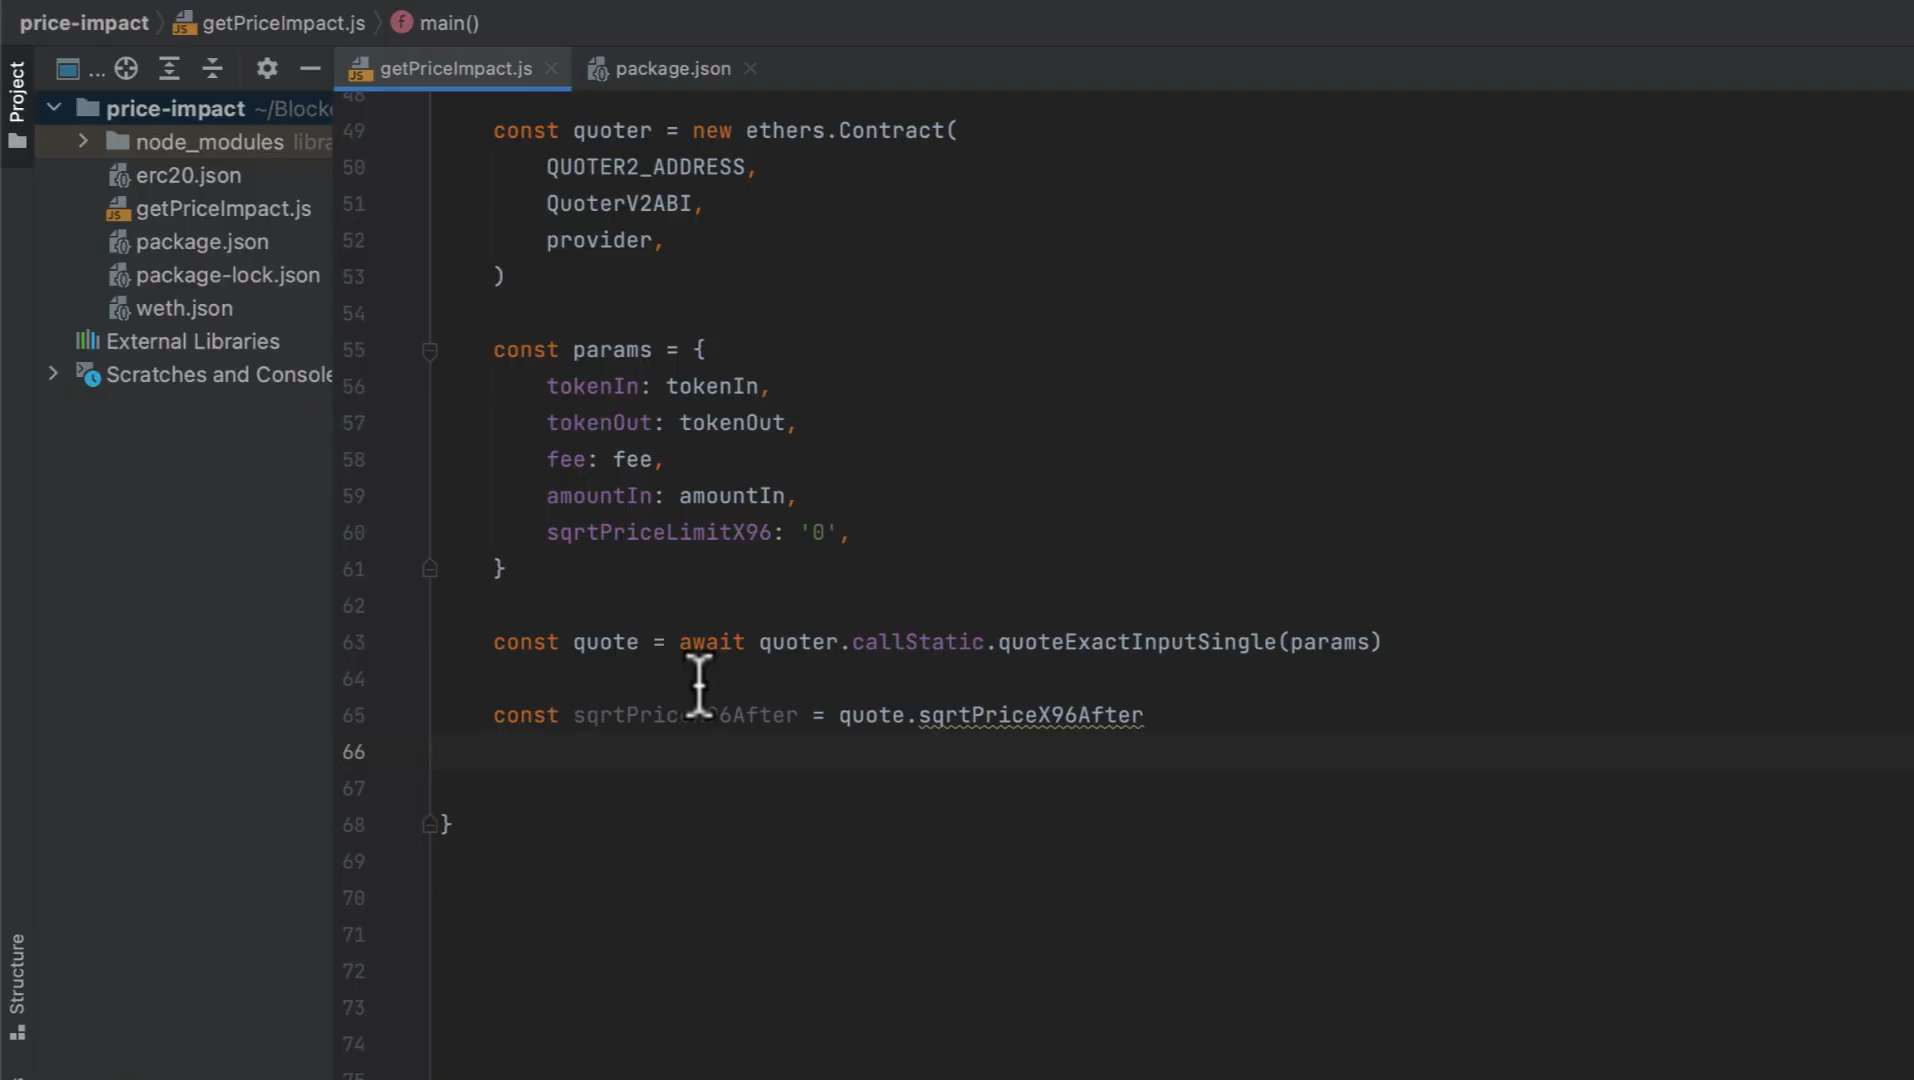 price-impact getPriceImpact.js main()
Project
...
getPriceImpact.js
package.json
price-impact ~/Block
node_modules libra
erc20.json
getPriceImpact.js
package.json
package-lock.json
weth.json
External Libraries
Scratches and Console
Structure
48
49 const quoter = new ethers.Contract(
50 QUOTER2_ADDRESS,
51 QuoterV2ABI,
52 provider,
53 )
54
55 const params = {
56 tokenIn: tokenIn,
57 tokenOut: tokenOut,
58 fee: fee,
59 amountIn: amountIn,
60 sqrtPriceLimitX96: '0',
61 }
62
63 const quote = await quoter.callStatic.quoteExactInputSingle(params)
64
65 const sqrtPriceX96After = quote.sqrtPriceX96After
66
67
68 }
69
70
71
72
73
74
75